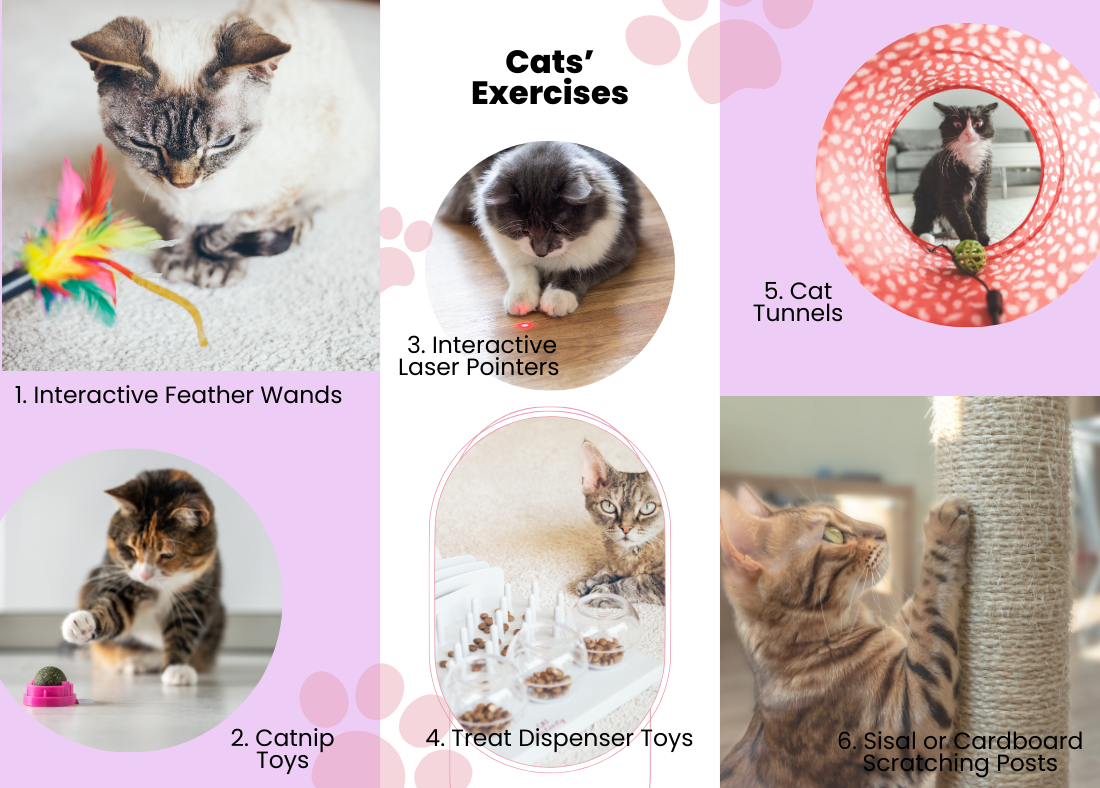 Cats’
Exercises
1. Interactive Feather Wands
2. Catnip
Toys
3. Interactive
Laser Pointers
4. Treat Dispenser Toys
5. Cat
Tunnels
6. Sisal or Cardboard
Scratching Posts